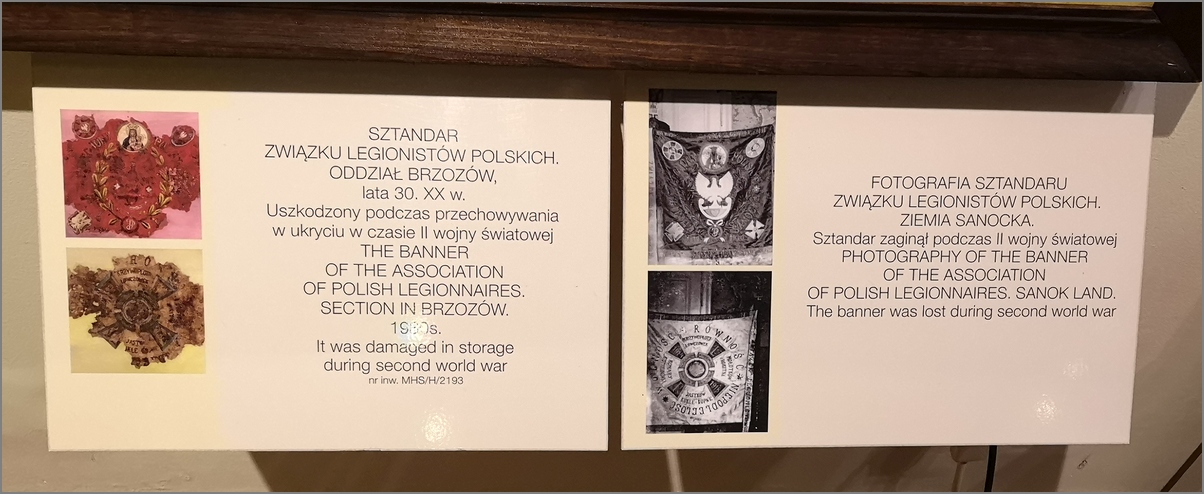 SZTANDAR
ZWIĄZKU LEGIONISTÓW POLSKICH.
ODDZIAŁ BRZOZÓW,
lata 30. XX w.
Uszkodzony podczas przechowywania
w ukryciu w czasie II wojny światowej
THE BANNER
OF THE ASSOCIATION
OF POLISH LEGIONNAIRES.
SECTION IN BRZOZÓW.
1930s.
It was damaged in storage
during second world war
nr inw. MHS/H/2193
FOTOGRAFIA SZTANDARU
ZWIĄZKU LEGIONISTÓW POLSKICH.
ZIEMIA SANOCKA.
Sztandar zaginął podczas II wojny światowej
PHOTOGRAPHY OF THE BANNER
OF THE ASSOCIATION
OF POLISH LEGIONNAIRES. SANOK LAND.
The banner was lost during second world war